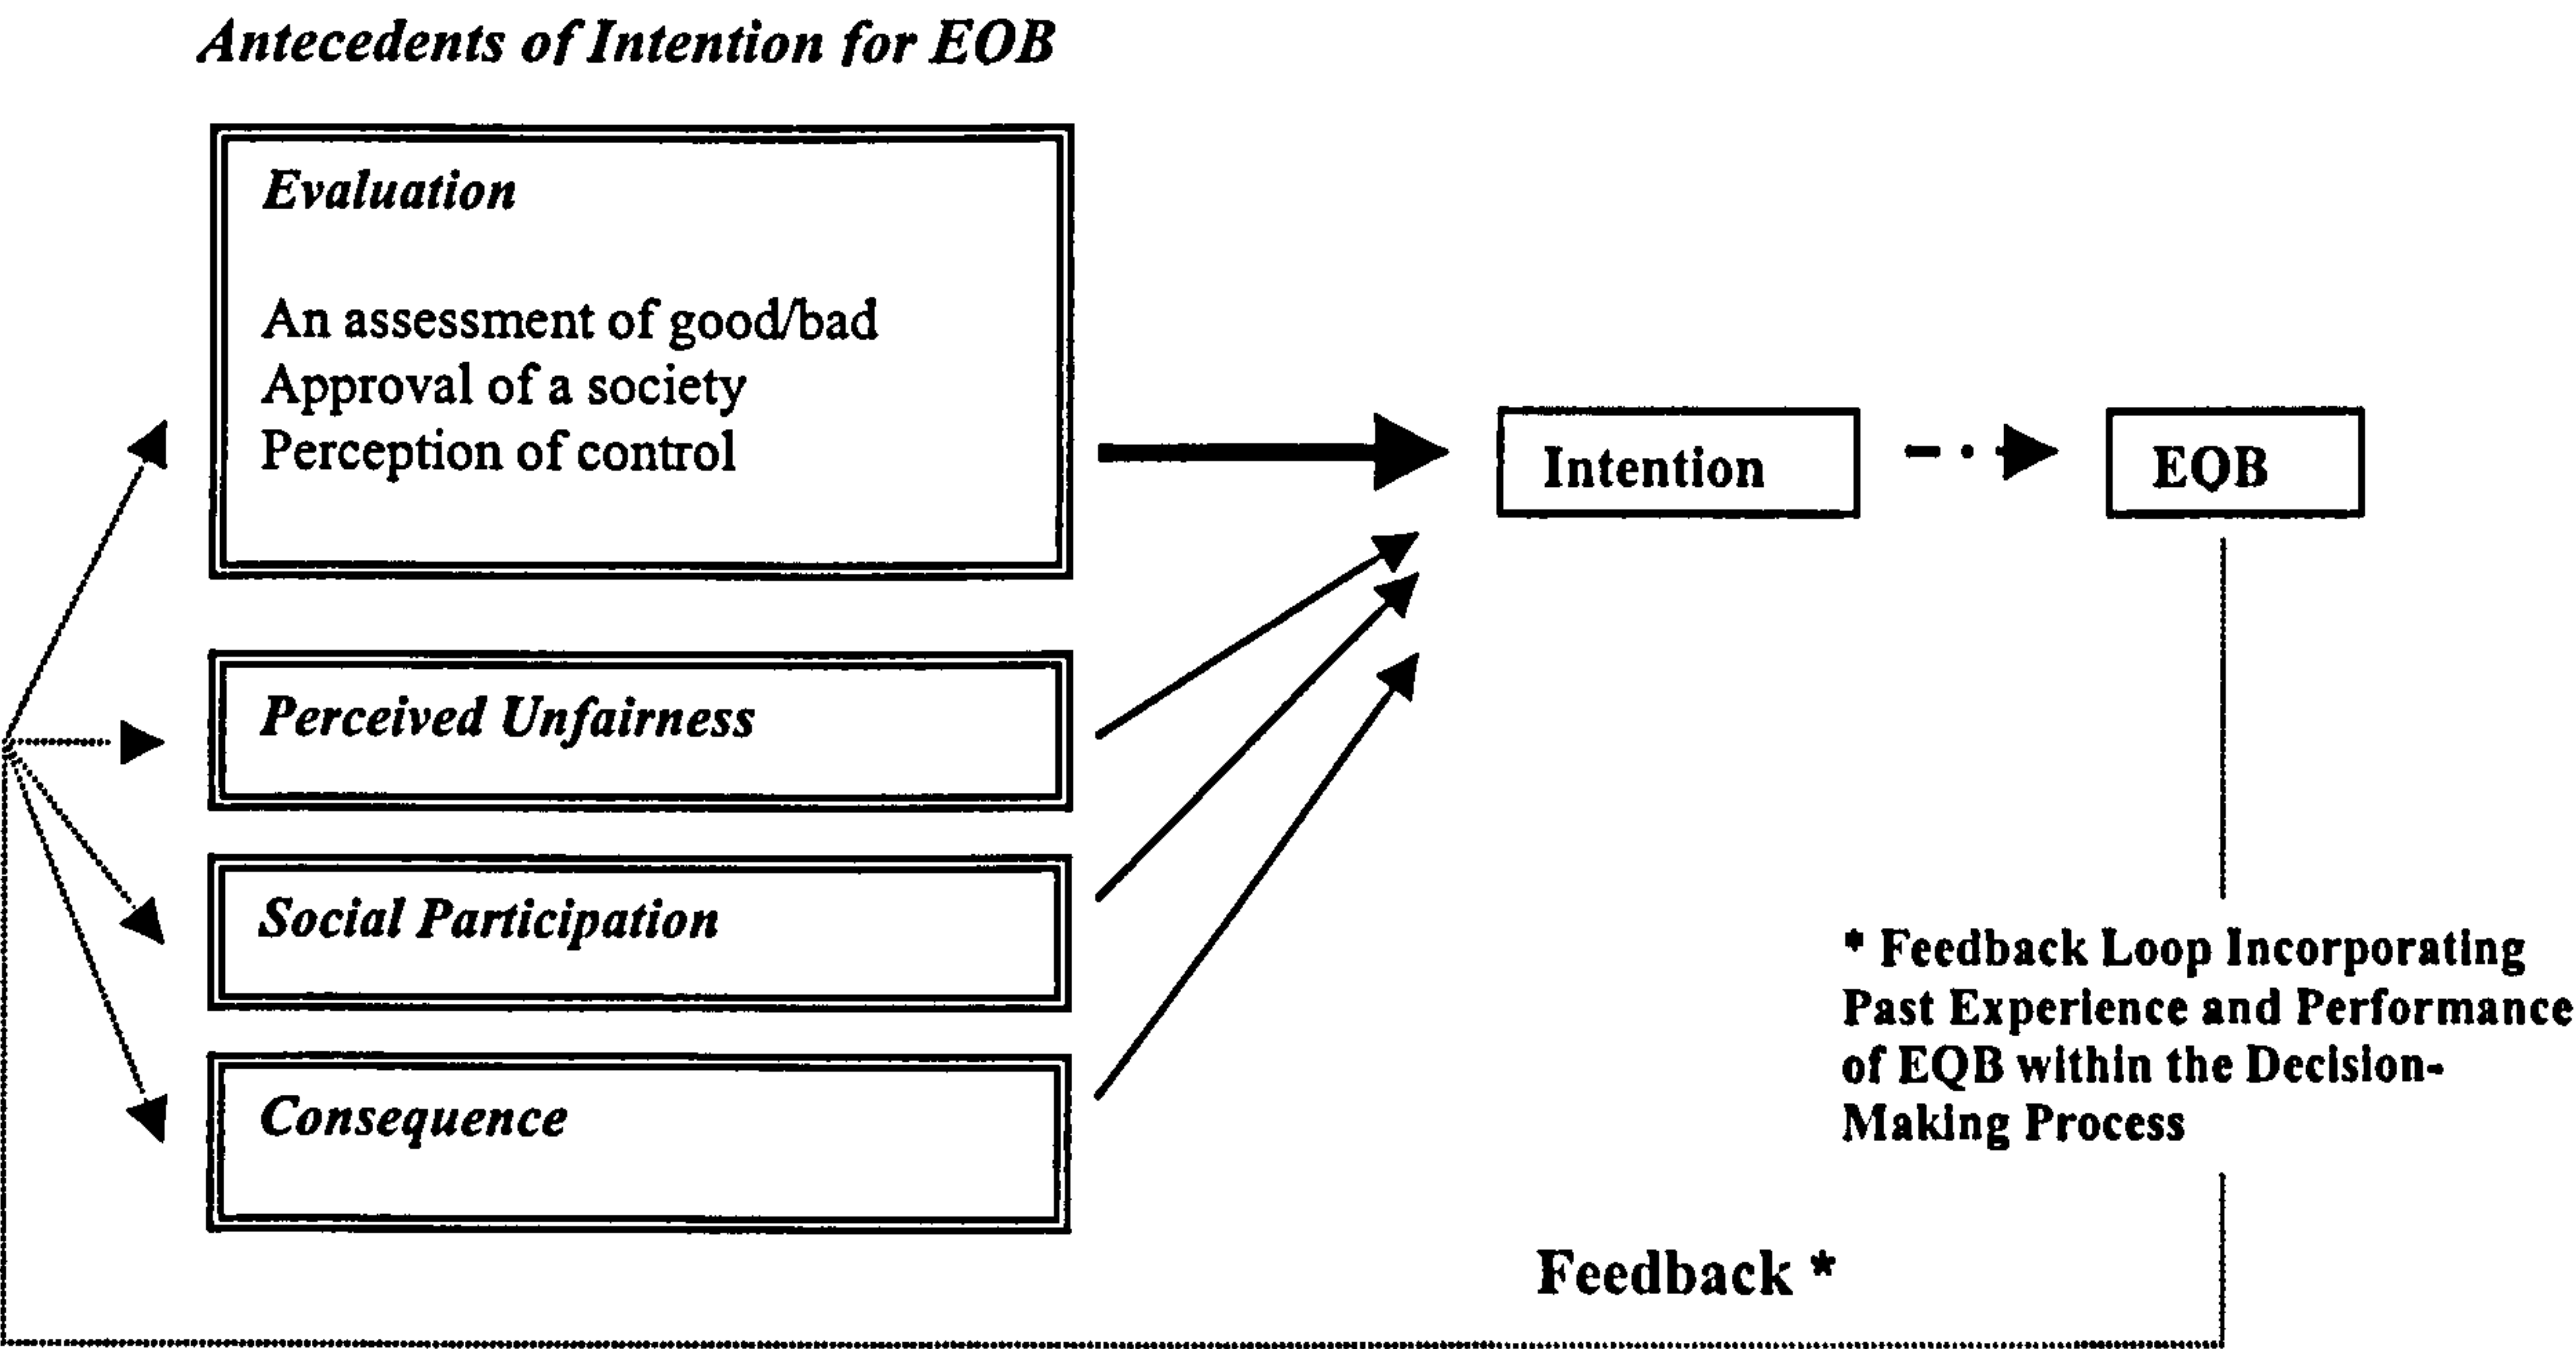 Antecedents of Intention for EQB
Evaluation
An assessment of good/bad
Approval of a society
Perception of control
Intention
EQB
Perceived Unfairness
Social Participation
Consequence
* Feedback Loop Incorporating
Past Experience and Performance
of EQB within the Decision-
Making Process
Feedback *